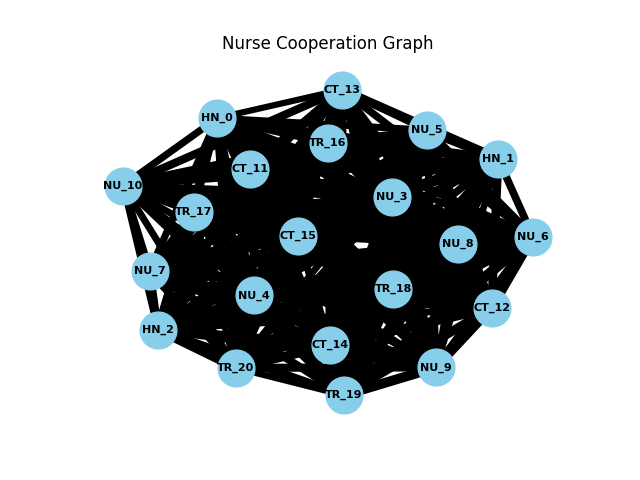 Nurse Cooperation Graph
CT_13
HN_0
NU_5
TR_16
HN_1
CT_11
NU_10
NU_3
TR_17
CT_15
NU_6
NU_8
NU_7
TR_18
NU_4
CT_12
HN_2
CT_14
TR_20
NU_9
TR_19